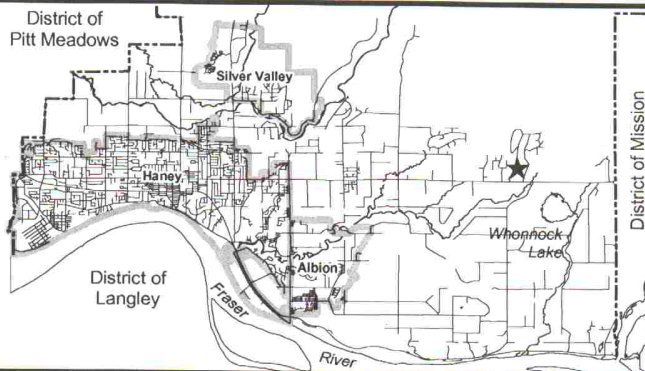 District of
Pitt Meadows
Silver Valley
Haney
District of Mission
Whonnock
Lake
Albion
District of
Langley
Fraser
River